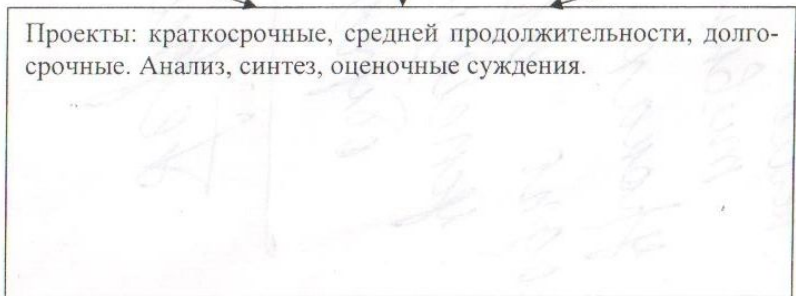 Проекты: краткосрочные, средней продолжительности, долго-
срочные. Анализ, синтез, оценочные суждения.